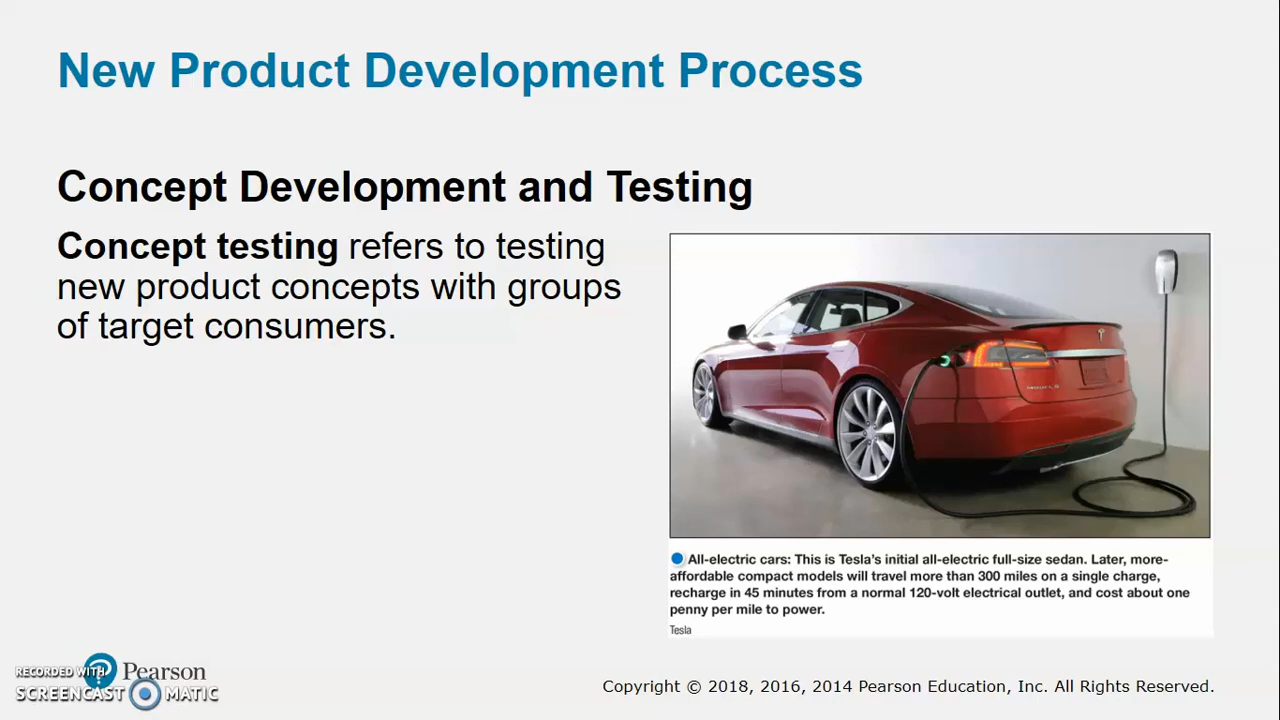 New Product Development Process
Concept Development and Testing
Concept testing refers to testing
new product concepts with groups
of target consumers.
All-electric cars: This is Tesla's initial all-electric full-size sedan. Later, more-
affordable compact models will travel more than 300 miles on a single charge,
recharge in 45 minutes from a normal 120-volt electrical outlet, and cost about one
penny per mile to power.
Tesla
Pearson
RECORDED WITH
SCREENCAST MATIC
Copyright © 2018, 2016, 2014 Pearson Education, Inc. All Rights Reserved.